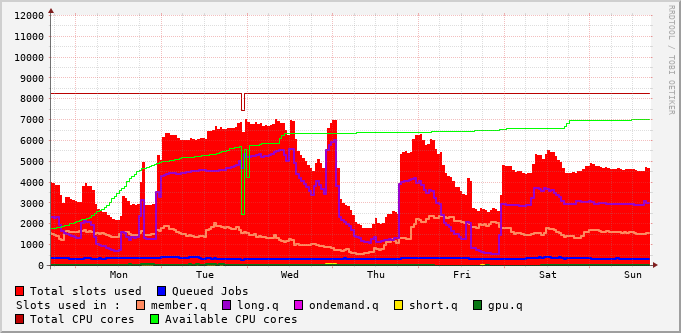 RRDTOOL / TOBI OETIKER
12000
11000
10000
9000
8000
7000
6000
5000
4000
3000
2000
1000
0
Mon Tue Wed Thu Fri Sat Sun
Total slots used Queued Jobs
Slots used in : member.q long.q ondemand.q short.q gpu.q
Total CPU cores Available CPU cores